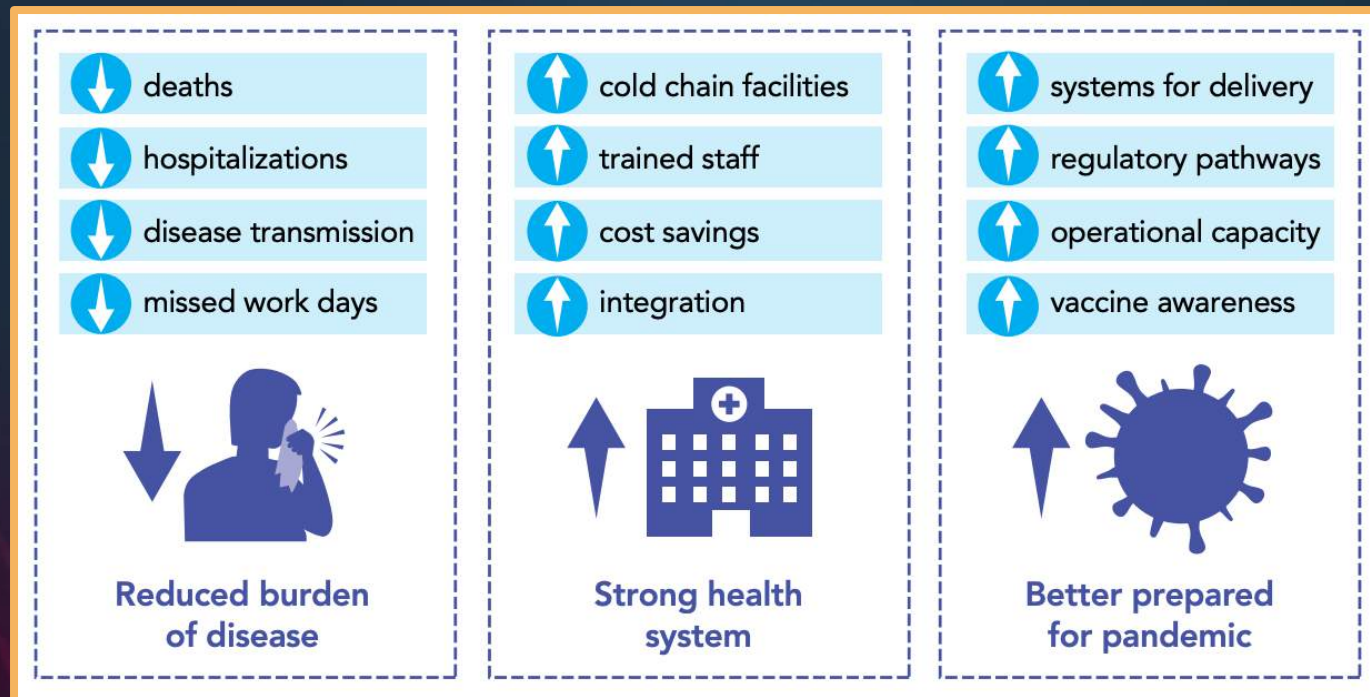 deaths
hospitalizations
disease transmission
missed work days
Reduced burden
of disease
cold chain facilities
trained staff
cost savings
integration
Strong health
system
systems for delivery
regulatory pathways
operational capacity
vaccine awareness
Better prepared
for pandemic